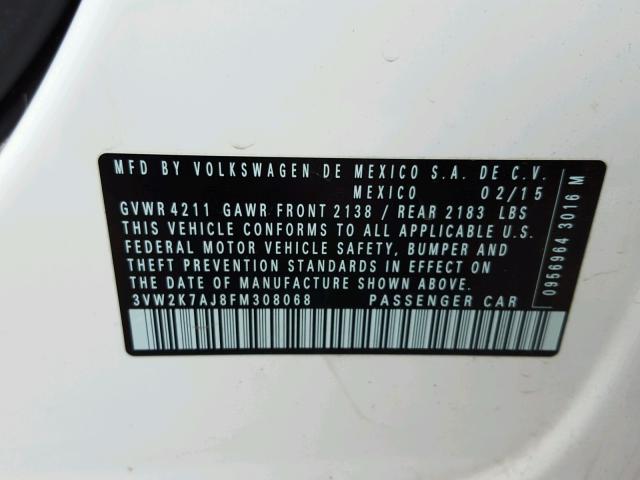 MFD BY VOLKSWAGEN DE MEXICO S.A. DE C.V.
MEXICO 02/15
GVWR 4211 GAWR FRONT 2138 / REAR 2183 LBS
THIS VEHICLE CONFORMS TO ALL APPLICABLE U.S.
FEDERAL MOTOR VEHICLE SAFETY, BUMPER AND
THEFT PREVENTION STANDARDS IN EFFECT ON
THE DATE OF MANUFACTURE SHOWN ABOVE.
3VW2K7AJ8FM308068 PASSENGER CAR
0956964 3016 M